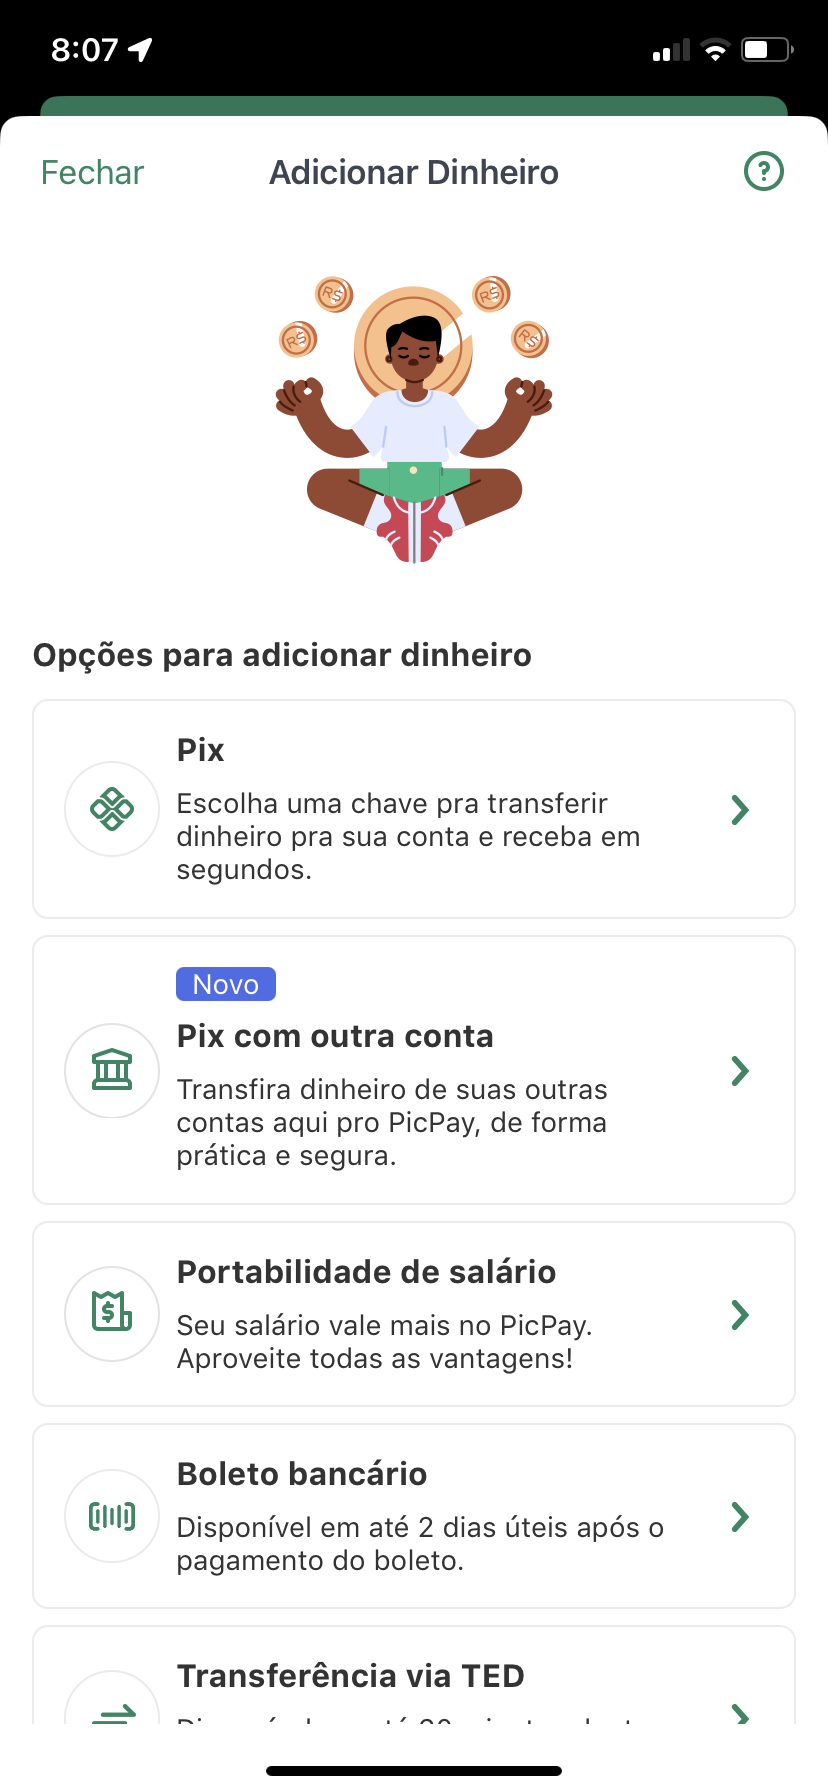 8:07
Fechar
Adicionar Dinheiro
?
R$
R$
R$
R$
Opções para adicionar dinheiro
Pix
Escolha uma chave pra transferir
dinheiro pra sua conta e receba em
segundos.
Novo
Pix com outra conta
Transfira dinheiro de suas outras
contas aqui pro PicPay, de forma
prática e segura.
Portabilidade de salário
$
Seu salário vale mais no PicPay.
Aproveite todas as vantagens!
Boleto bancário
Disponível em até 2 dias úteis após o
pagamento do boleto.
Transferência via TED